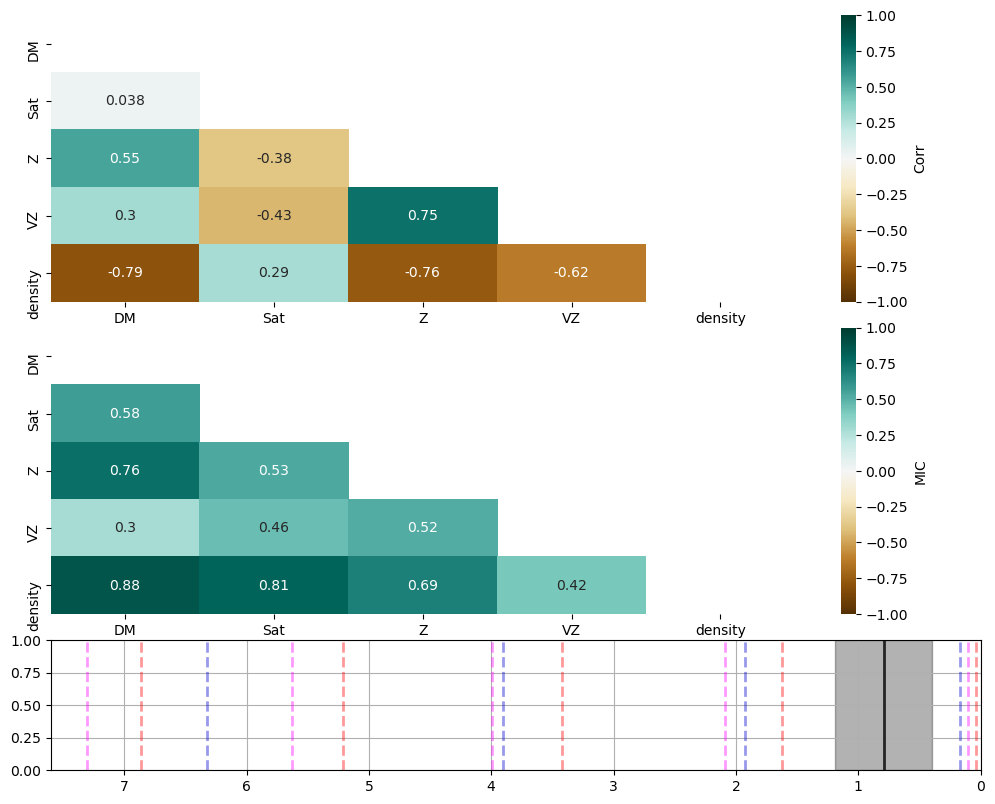 DM
Sat 0.038
Z 0.55 -0.38
VZ 0.3 -0.43 0.75
density -0.79 0.29 -0.76 -0.62
DM Sat Z VZ density
1.00
0.75
0.50
0.25
0.00
−0.25
−0.50
−0.75
−1.00
Corr
DM
Sat 0.58
Z 0.76 0.53
VZ 0.3 0.46 0.52
density 0.88 0.81 0.69 0.42
DM Sat Z VZ density
1.00
0.75
0.50
0.25
0.00
−0.25
−0.50
−0.75
−1.00
MIC
1.00
0.75
0.50
0.25
0.00
7 6 5 4 3 2 1 0